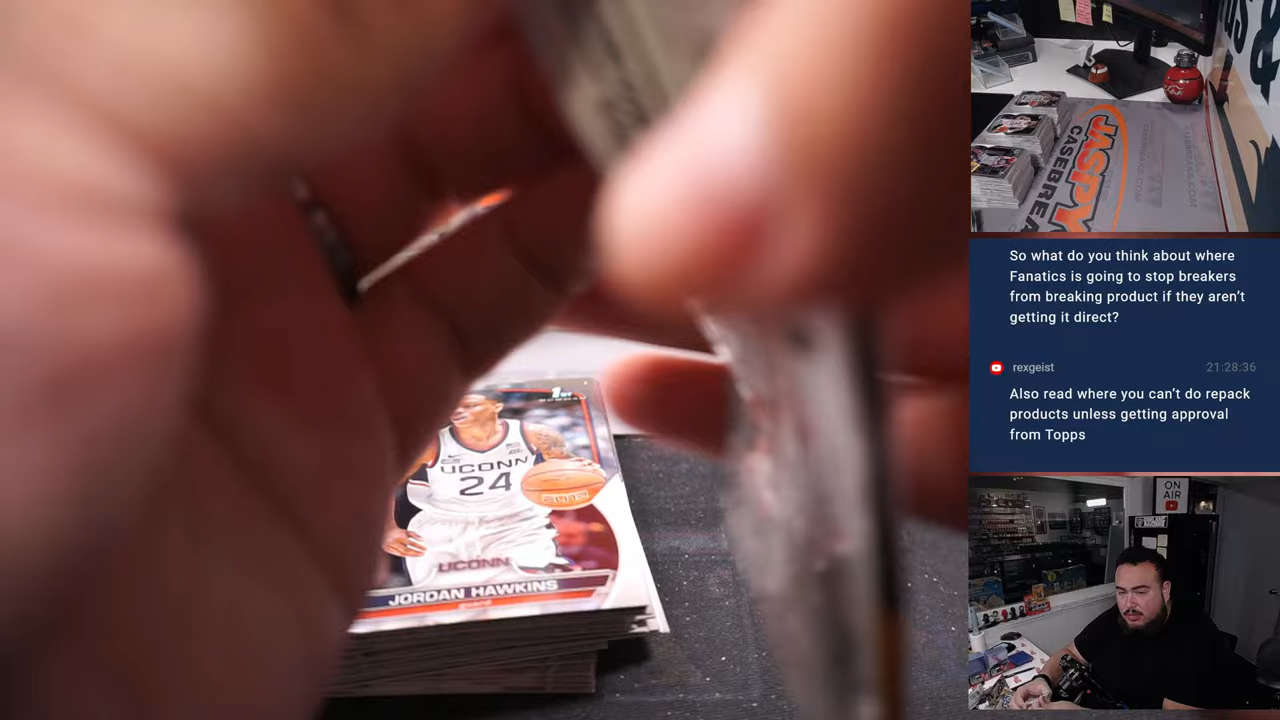 1ST
UCONN
24
UCONN
JORDAN HAWKINS
JASPY
CASEBREA
So what do you think about where
Fanatics is going to stop breakers
from breaking product if they aren't
getting it direct?
rexgeist
21:28:36
Also read where you can't do repack
products unless getting approval
from Topps
ON
AIR